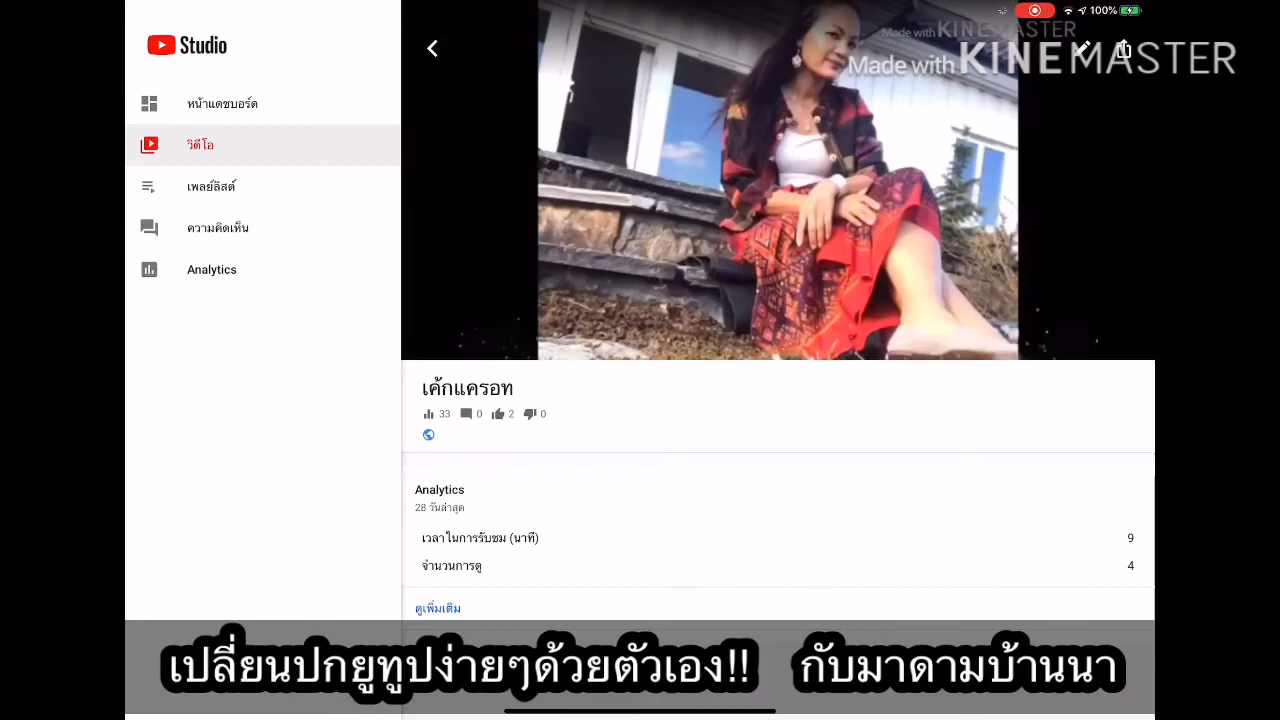 100%
Made with KINEMASTER
Made with KINEMASTER
Studio
หน้าแดชบอร์ด
วิดีโอ
เพลย์ลิสต์
ความคิดเห็น
Analytics
เค้กแครอท
33 0 2 0
Analytics
28 วันล่าสุด
เวลาในการรับชม (นาที) 9
จำนวนการดู 4
ดูเพิ่มเติม
เปลี่ยนปกยูทูปง่ายๆด้วยตัวเอง!! กับมาดามบ้านนา